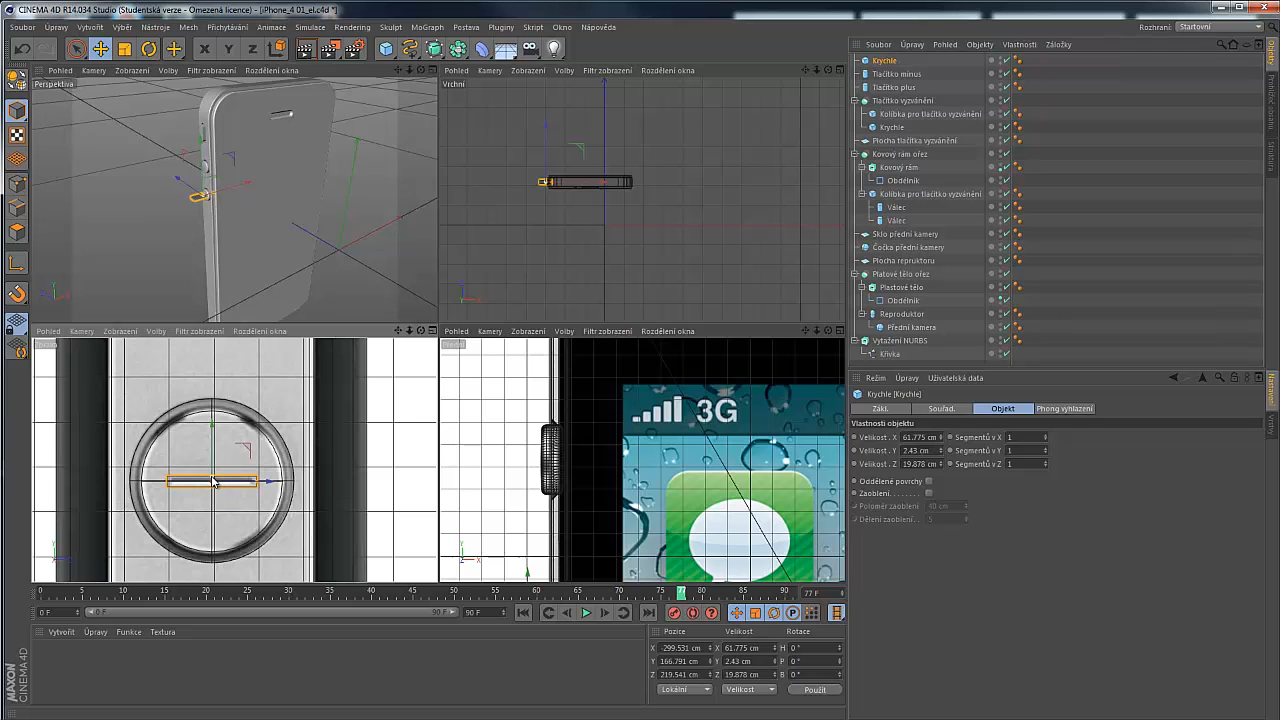 CINEMA 4D R14.034 Studio (Studentská verze - Omezená licence) - [iPhone_4 01_el.c4d *]
Soubor Úpravy Vytvořit Výběr Nástroje Mesh Přichytávání Animace Simulace Rendering Sculpt MoGraph Postava Pluginy Skript Okno Nápověda
Rozhraní: Startovní
X Y Z
Pohled Kamery Zobrazení Volby Filtr zobrazení Rozdělení okna
Perspektiva
Pohled Kamery Zobrazení Volby Filtr zobrazení Rozdělení okna
Vrchní
Pohled Kamery Zobrazení Volby Filtr zobrazení Rozdělení okna
Pohled Kamery Zobrazení Volby Filtr zobrazení Rozdělení okna
3G
Soubor Úpravy Pohled Objekty Vlastnosti Záložky
Krychle
Tlačítko minus
Tlačítko plus
Tlačítko vyzvánění
Kolíbka pro tlačítko vyzvánění
Krychle
Plocha tlačítka vyzvánění
Kovový rám ořez
Kovový rám
Obdélník
Kolíbka pro tlačítko vyzvánění
Válec
Válec
Sklo přední kamery
Čočka přední kamery
Plocha repruktoru
Platové tělo ořez
Plastové tělo
Obdélník
Reproduktor
Přední kamera
Vytažení NURBS
Křivka
Režim Úpravy Uživatelská data
Krychle [Krychle]
Zákl. Souřad. Objekt Phong vyhlazení
Vlastnosti objektu
Velikost . X 61.775 cm Segmentů v X 1
Velikost . Y 2.43 cm Segmentů v Y 1
Velikost . Z 19.878 cm Segmentů v Z 1
Oddělené povrchy
Zaoblení. . . . . . .
Poloměr zaoblení 40 cm
Dělení zaoblení. 5
0 5 10 15 20 25 30 35 40 45 50 55 60 65 70 75 77 80 85 90 77 F
0 F 0 F 90 F 90 F
Vytvořit Úpravy Funkce Textura
Pozice Velikost Rotace
X -299.531 cm X 61.775 cm H 0 °
Y 166.791 cm Y 2.43 cm P 0 °
Z 219.541 cm Z 19.878 cm B 0 °
Lokální Velikost Použít
MAXON
CINEMA 4D